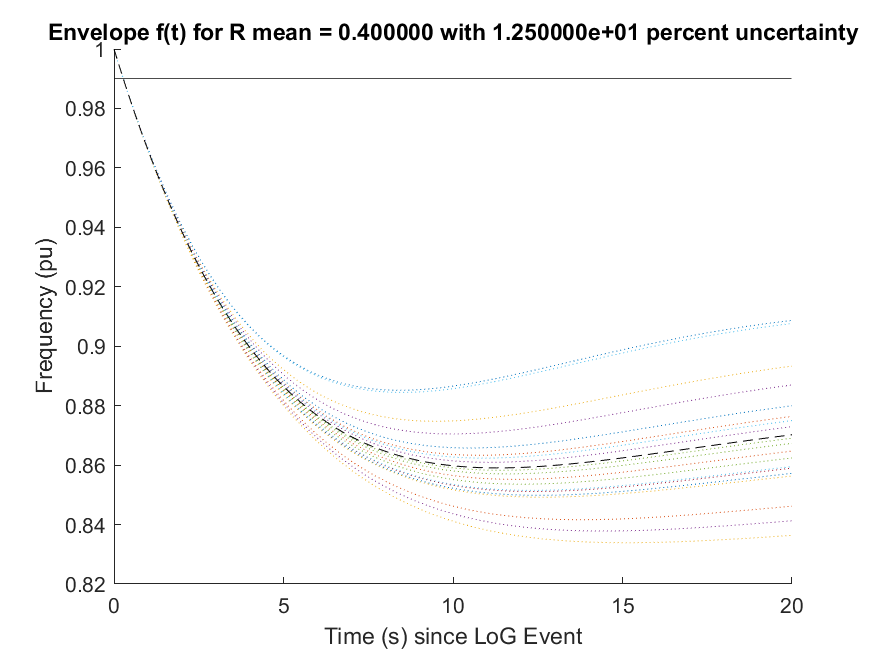 Envelope f(t) for R mean = 0.400000 with 1.250000e+01 percent uncertainty
1
0.98
0.96
0.94
0.92
0.9
0.88
0.86
0.84
0.82
Frequency (pu)
0 5 10 15 20
Time (s) since LoG Event